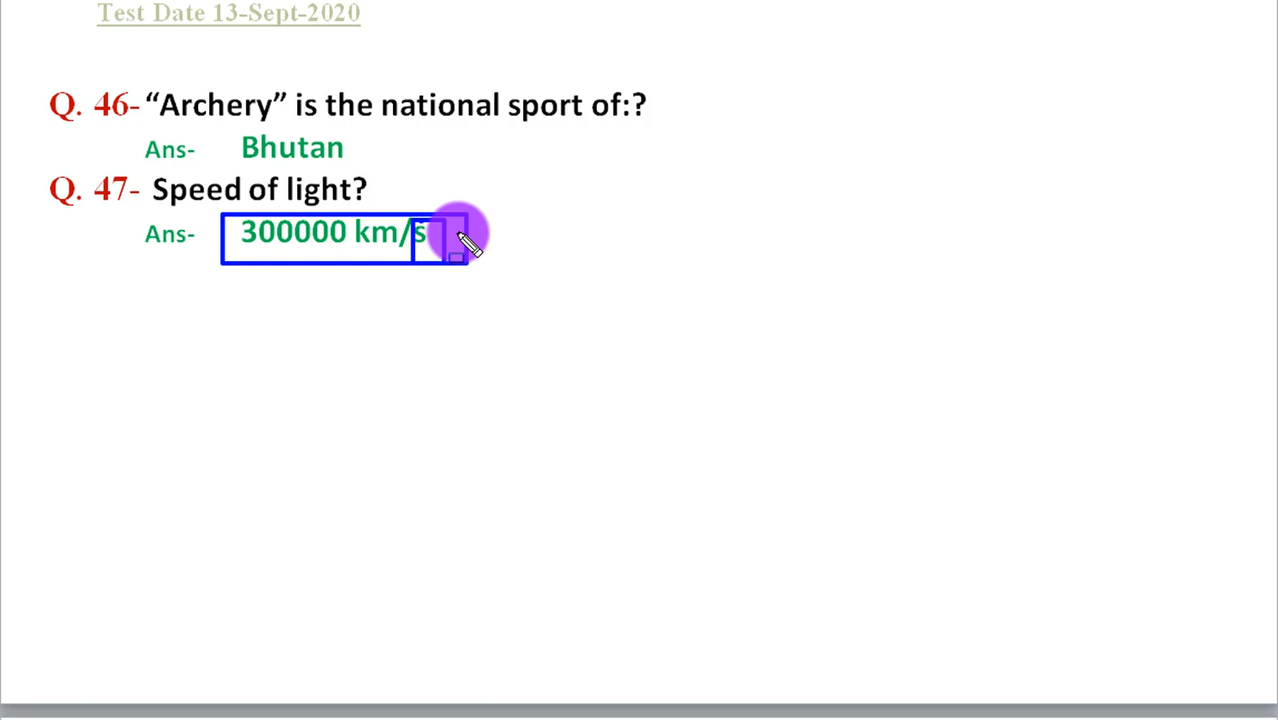 Test Date 13-Sept-2020
Q. 46- “Archery” is the national sport of:?
Ans- Bhutan
Q. 47- Speed of light?
Ans- 300000 km/s